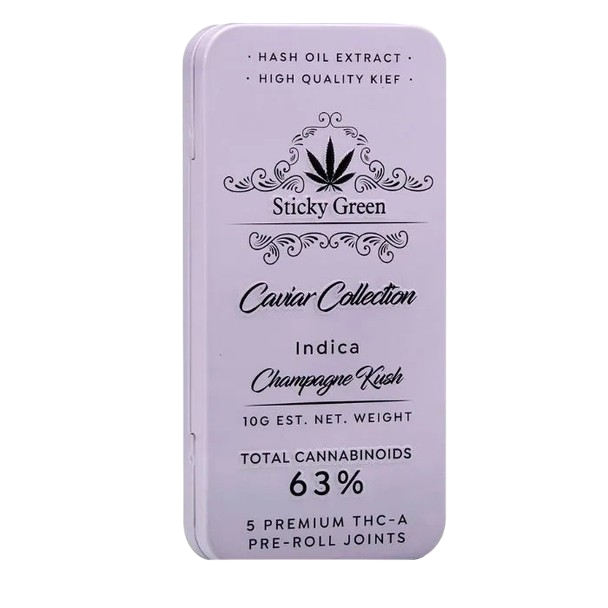 · HASH OIL EXTRACT ·
· HIGH QUALITY KIEF ·
Sticky Green
Caviar Collection
Indica
Champagne Kush
10G EST. NET. WEIGHT
TOTAL CANNABINOIDS
63%
5 PREMIUM THC-A
PRE-ROLL JOINTS